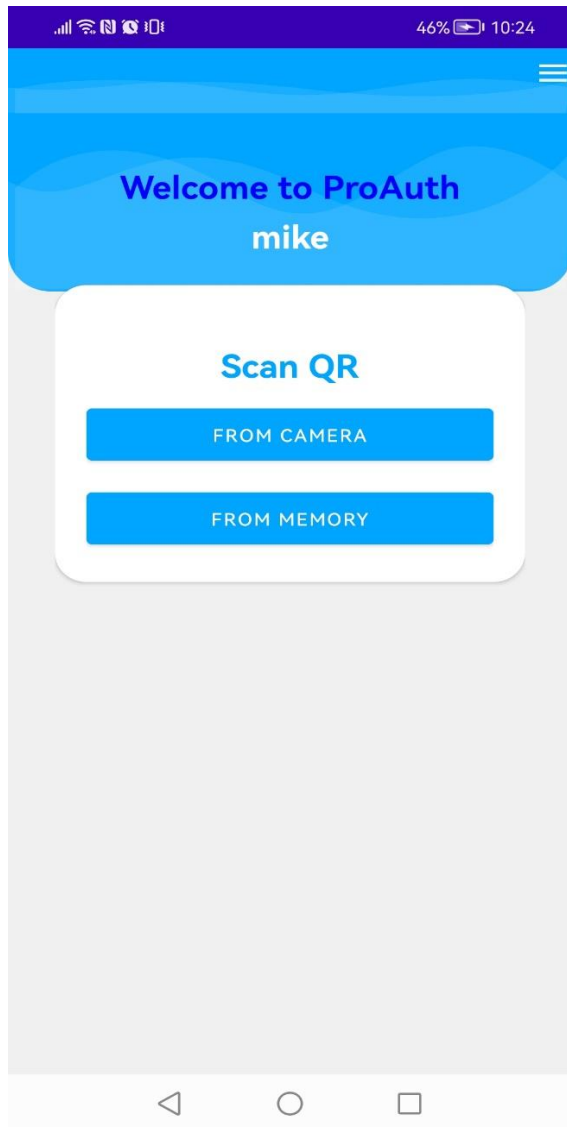 46% 10:24
Welcome to ProAuth
mike
Scan QR
FROM CAMERA
FROM MEMORY